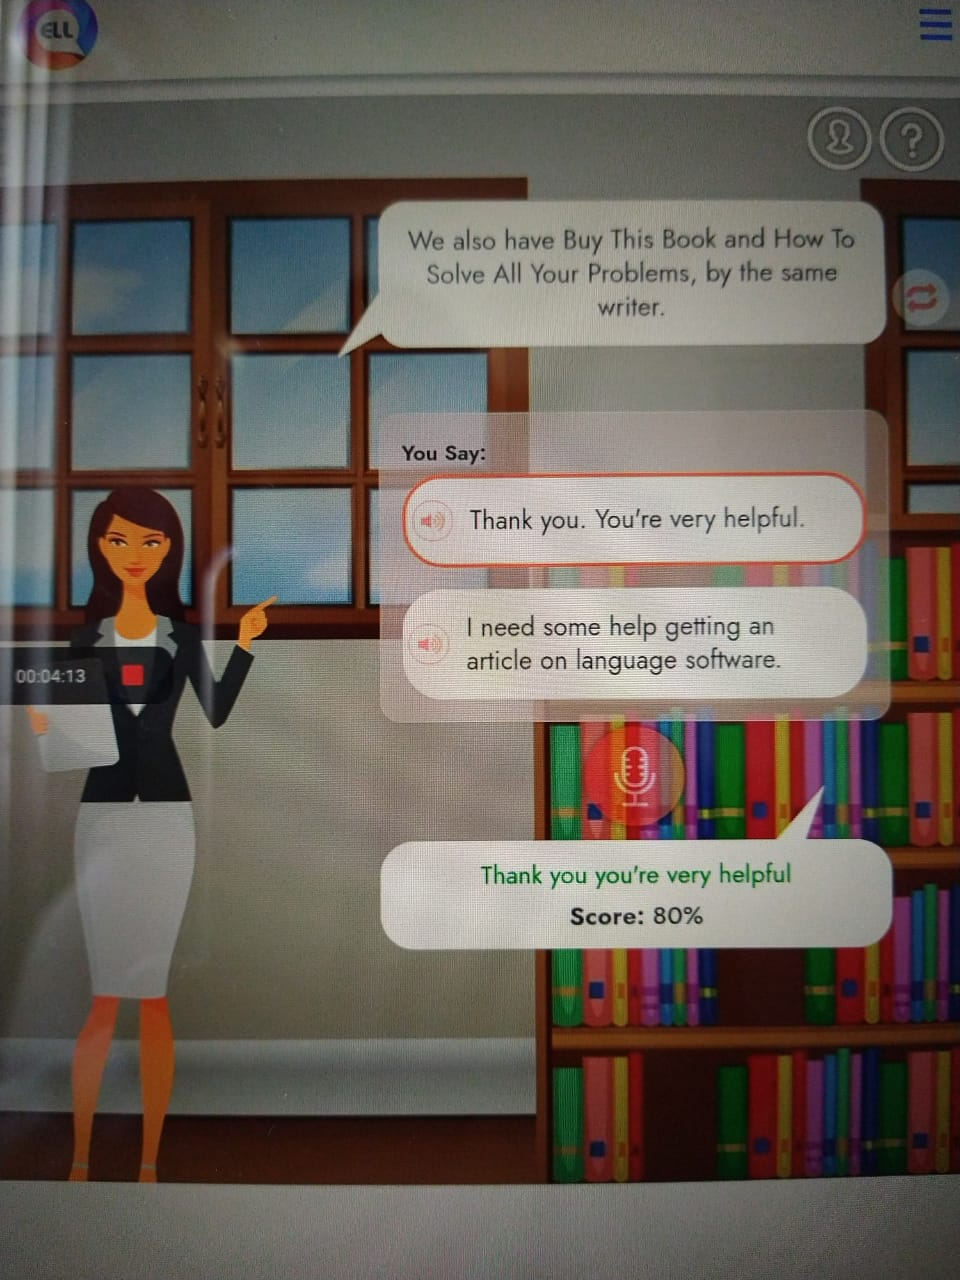 ELL
We also have Buy This Book and How To
Solve All Your Problems, by the same
writer.
You Say:
Thank you. You're very helpful.
I need some help getting an
article on language software.
00:04:13
Thank you you're very helpful
Score: 80%